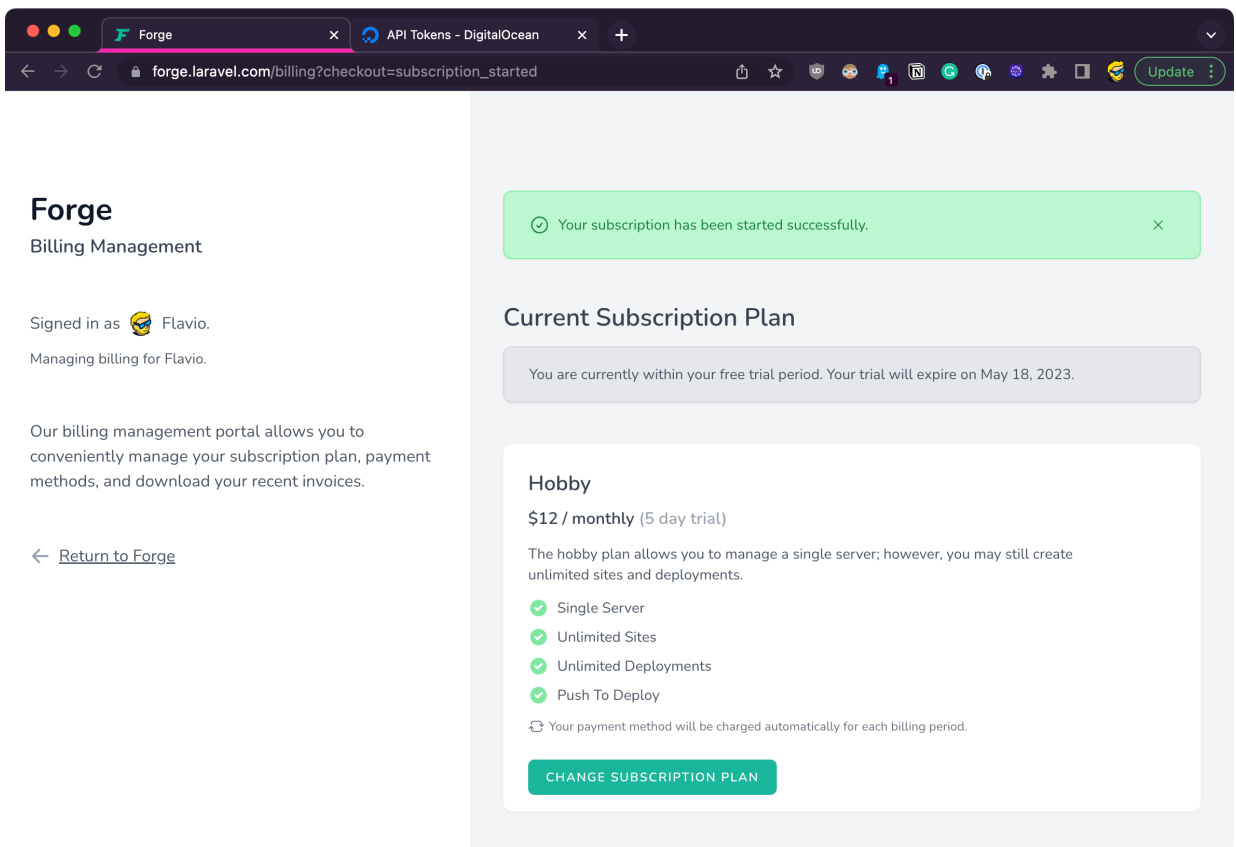 Forge
API Tokens - DigitalOcean
forge.laravel.com/billing?checkout=subscription_started
1
Update
Forge
Billing Management
Signed in as Flavio.
Managing billing for Flavio.
Our billing management portal allows you to
conveniently manage your subscription plan, payment
methods, and download your recent invoices.
Return to Forge
Your subscription has been started successfully.
Current Subscription Plan
You are currently within your free trial period. Your trial will expire on May 18, 2023.
Hobby
$12 / monthly (5 day trial)
The hobby plan allows you to manage a single server; however, you may still create
unlimited sites and deployments.
Single Server
Unlimited Sites
Unlimited Deployments
Push To Deploy
Your payment method will be charged automatically for each billing period.
CHANGE SUBSCRIPTION PLAN